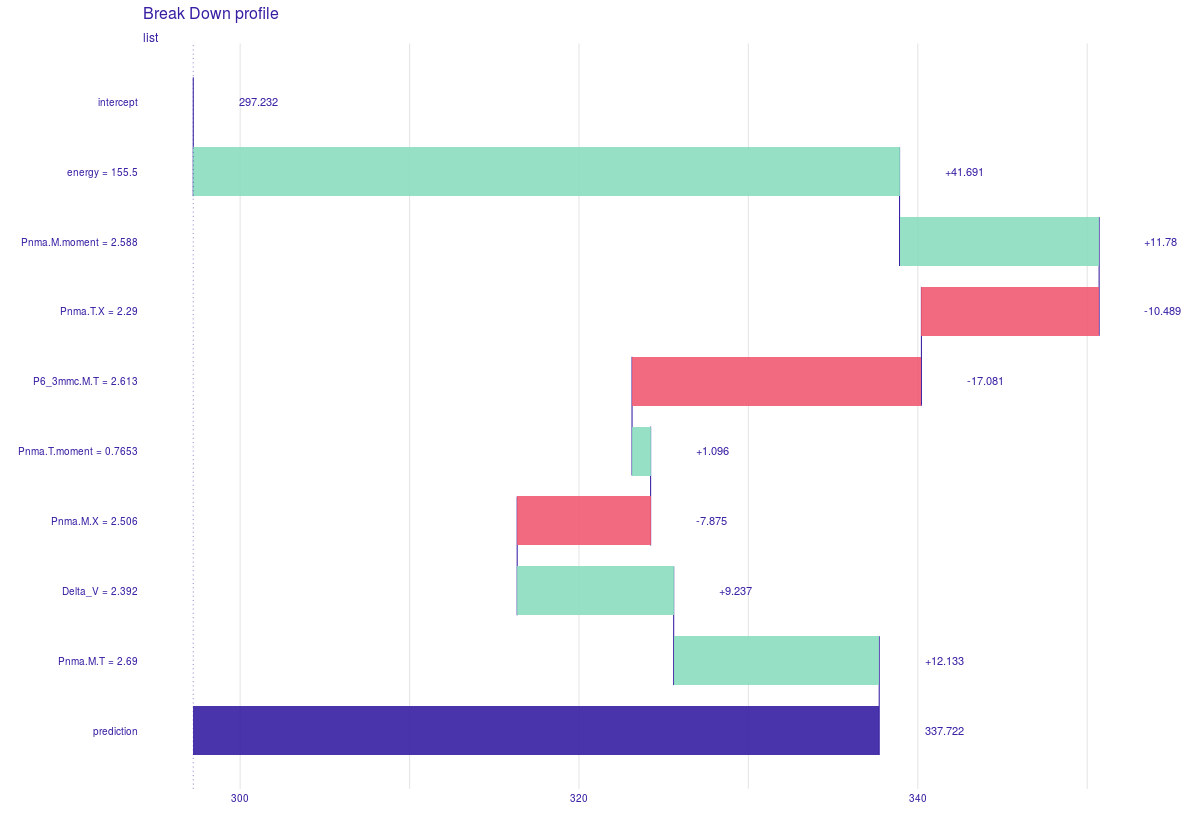 Break Down profile
list
intercept 297.232
energy = 155.5 +41.691
Pnma.M.moment = 2.588 +11.78
Pnma.T.X = 2.29 -10.489
P6_3mmc.M.T = 2.613 -17.081
Pnma.T.moment = 0.7653 +1.096
Pnma.M.X = 2.506 -7.875
Delta_V = 2.392 +9.237
Pnma.M.T = 2.69 +12.133
prediction 337.722
300 320 340